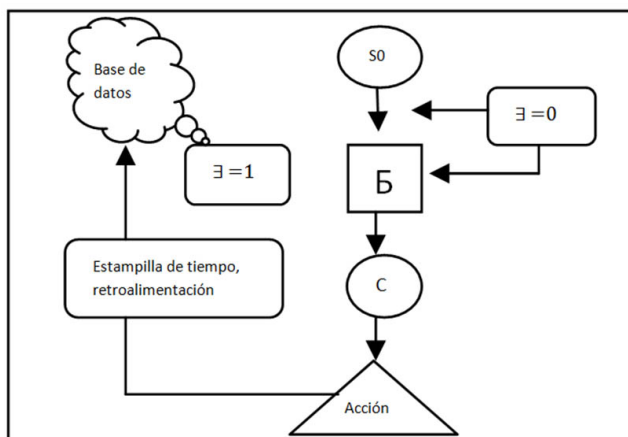 Base de
datos
S0
∃ =0
∃ =1
Б
Estampilla de tiempo,
retroalimentación
C
Acción